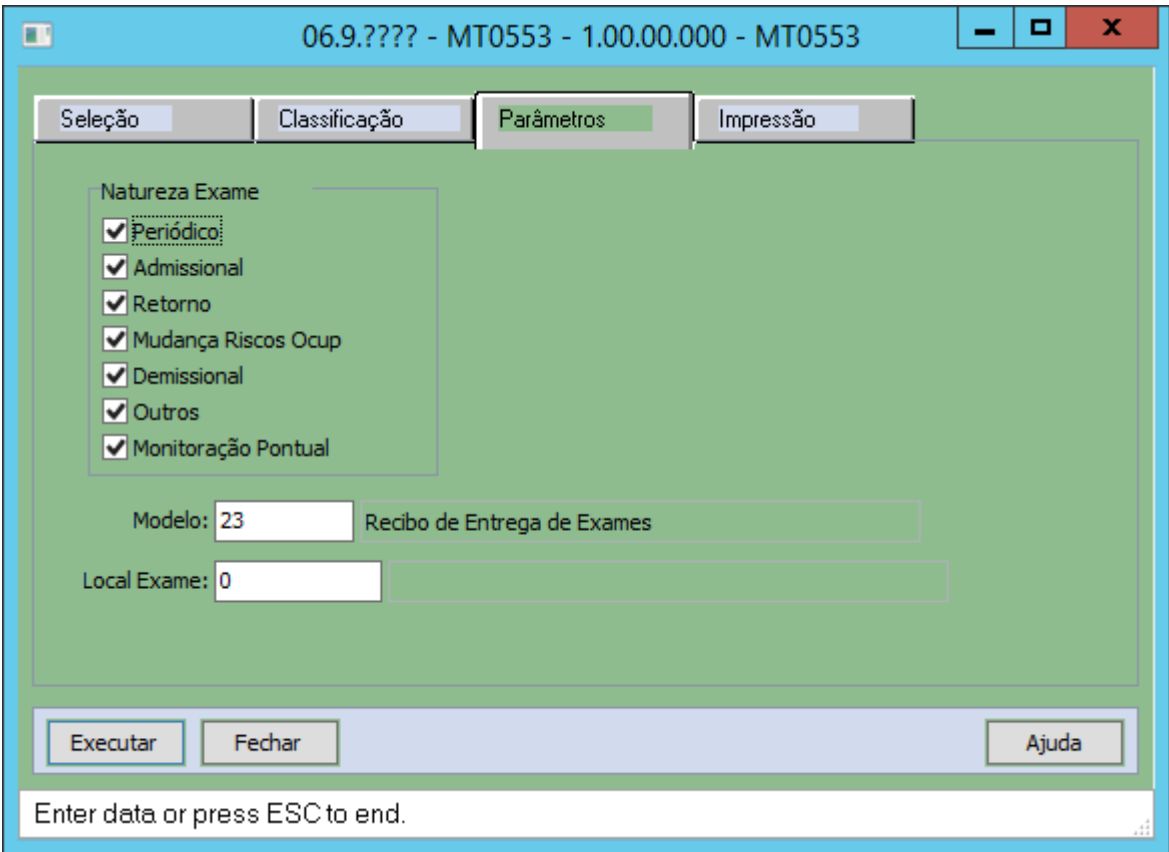 06.9.???? - MT0553 - 1.00.00.000 - MT0553
Seleção Classificação Parâmetros Impressão
Natureza Exame
Periódico
Admissional
Retorno
Mudança Riscos Ocup
Demissional
Outros
Monitoração Pontual
Modelo: 23 Recibo de Entrega de Exames
Local Exame: 0
Executar Fechar Ajuda
Enter data or press ESC to end.